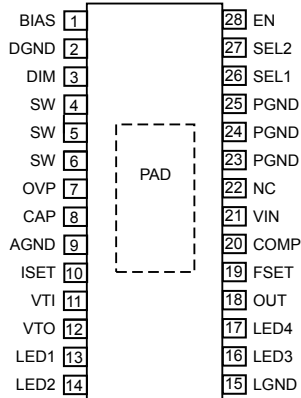 BIAS 1 28 EN
DGND 2 27 SEL2
DIM 3 26 SEL1
SW 4 25 PGND
SW 5 24 PGND
SW 6 23 PGND
PAD
OVP 7 22 NC
CAP 8 21 VIN
AGND 9 20 COMP
ISET 10 19 FSET
VTI 11 18 OUT
VTO 12 17 LED4
LED1 13 16 LED3
LED2 14 15 LGND